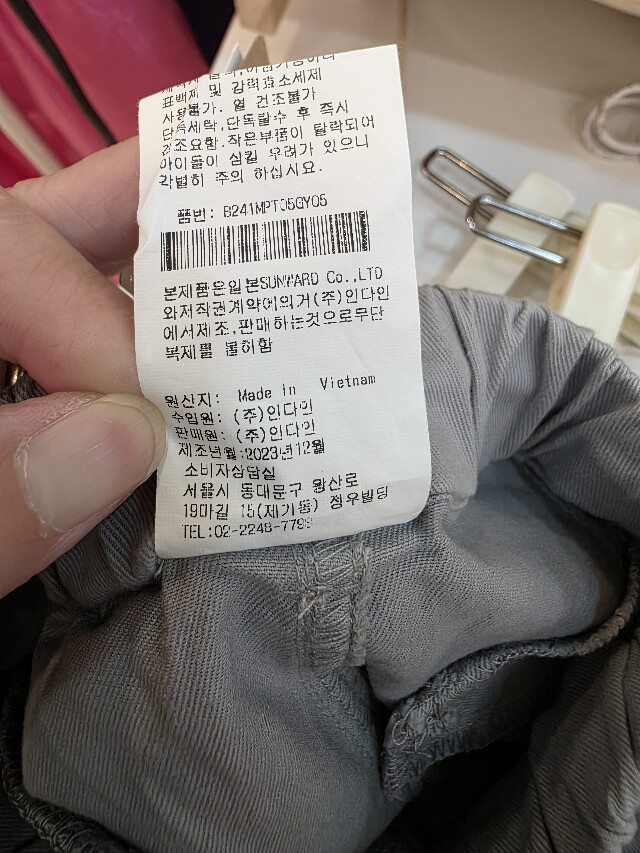 표백제 및 강력효소세제
사용불가. 열 건조불가
단독세탁,단독탈수 후 즉시
건조요함.작은부품이 탈락되어
아이들이 삼킬 우려가 있으니
각별히 주의 하십시요.
품번: B241MPT05GY05
본제품은일본SUNWARD Co.,LTD
와저작권계약에의거(주)인다인
에서제조,판매하는것으로무단
복제를 불허함
원산지: Made in Vietnam
수입원: (주)인다인
판매원: (주)인다인
제조년월:2023년12월
소비자상담실
서울시 동대문구 왕산로
19마길 15(제기동) 정우빌딩
TEL:02-2248-7799